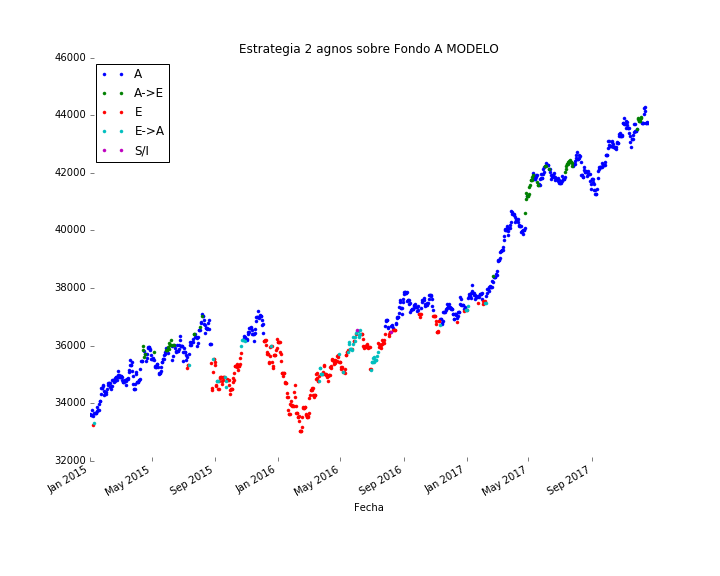 Estrategia 2 agnos sobre Fondo A MODELO
46000
44000
42000
40000
38000
36000
34000
32000
A
A->E
E
E->A
S/I
Jan 2015
May 2015
Sep 2015
Jan 2016
May 2016
Sep 2016
Jan 2017
May 2017
Sep 2017
Fecha